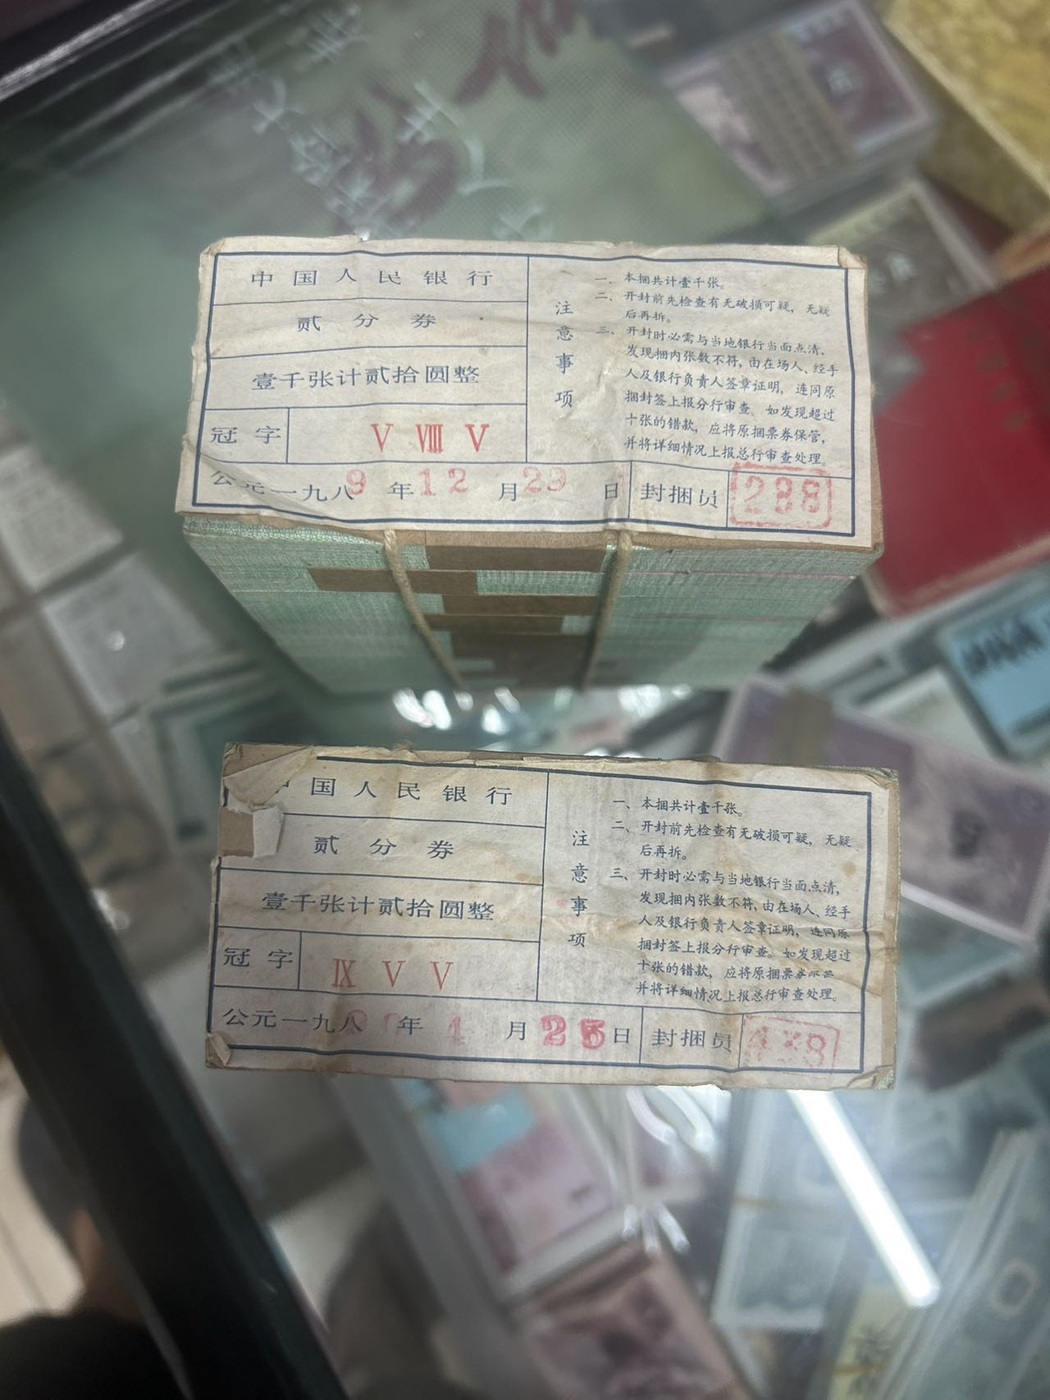 中国人民银行
贰分券
壹千张计贰拾圆整
冠字 Ⅴ Ⅷ Ⅴ
公元一九八9年12月23日
封捆员 288
注意事项
一、本捆共计壹千张。
二、开封前先检查有无破损可疑，无疑
后再拆。
三、开封时必需与当地银行当面点清、
发现捆内张数不符，由在场人、经手
人及银行负责人签章证明，连同原
捆封签上报分行审查。如发现超过
十张的错款，应将原捆票券保管，
并将详细情况上报总行审查处理。
中国人民银行
贰分券
壹千张计贰拾圆整
冠字 Ⅸ Ⅴ Ⅴ
公元一九八 年 1 月25日
封捆员
注意事项
一、本捆共计壹千张。
二、开封前先检查有无破损可疑，无疑
后再拆。
三、开封时必需与当地银行当面点清，
发现捆内张数不符，由在场人、经手
人及银行负责人签章证明，连同原
捆封签上报分行审查。如发现超过
十张的错款，应将原捆票券
并将详细情况上报总行审查处理。